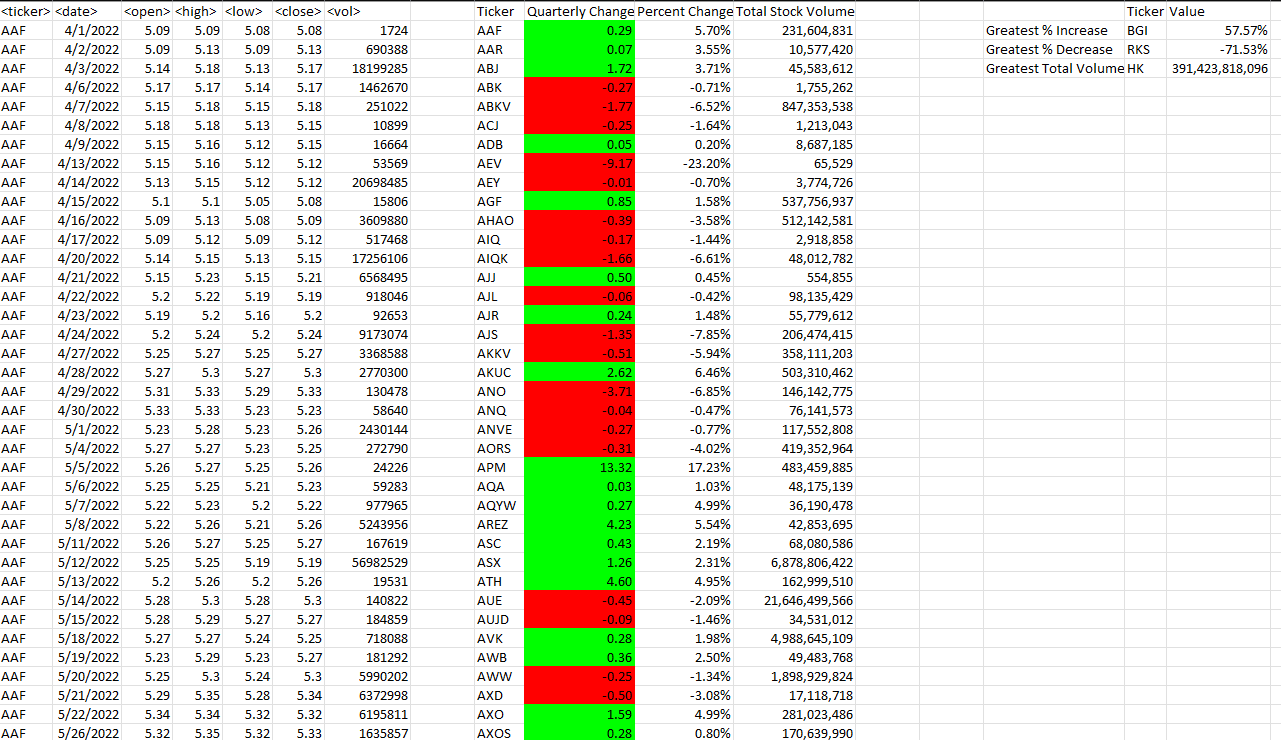 <ticker> <date> <open> <high> <low> <close> <vol> Ticker Quarterly Change Percent Change Total Stock Volume Ticker Value
AAF 4/1/2022 5.09 5.09 5.08 5.08 1724 AAF 0.29 5.70% 231,604,831 Greatest % Increase BGI 57.57%
AAF 4/2/2022 5.09 5.13 5.09 5.13 690388 AAR 0.07 3.55% 10,577,420 Greatest % Decrease RKS -71.53%
AAF 4/3/2022 5.14 5.18 5.13 5.17 18199285 ABJ 1.72 3.71% 45,583,612 Greatest Total Volume HK 391,423,818,096
AAF 4/6/2022 5.17 5.17 5.14 5.17 1462670 ABK -0.27 -0.71% 1,755,262
AAF 4/7/2022 5.15 5.18 5.15 5.18 251022 ABKV -1.77 -6.52% 847,353,538
AAF 4/8/2022 5.18 5.18 5.13 5.15 10899 ACJ -0.25 -1.64% 1,213,043
AAF 4/9/2022 5.15 5.16 5.12 5.15 16664 ADB 0.05 0.20% 8,687,185
AAF 4/13/2022 5.15 5.16 5.12 5.12 53569 AEV -9.17 -23.20% 65,529
AAF 4/14/2022 5.13 5.15 5.12 5.12 20698485 AEY -0.01 -0.70% 3,774,726
AAF 4/15/2022 5.1 5.1 5.05 5.08 15806 AGF 0.85 1.58% 537,756,937
AAF 4/16/2022 5.09 5.13 5.08 5.09 3609880 AHAO -0.39 -3.58% 512,142,581
AAF 4/17/2022 5.09 5.12 5.09 5.12 517468 AIQ -0.17 -1.44% 2,918,858
AAF 4/20/2022 5.14 5.15 5.13 5.15 17256106 AIQK -1.66 -6.61% 48,012,782
AAF 4/21/2022 5.15 5.23 5.15 5.21 6568495 AJJ 0.50 0.45% 554,855
AAF 4/22/2022 5.2 5.22 5.19 5.19 918046 AJL -0.06 -0.42% 98,135,429
AAF 4/23/2022 5.19 5.2 5.16 5.2 92653 AJR 0.24 1.48% 55,779,612
AAF 4/24/2022 5.2 5.24 5.2 5.24 9173074 AJS -1.35 -7.85% 206,474,415
AAF 4/27/2022 5.25 5.27 5.25 5.27 3368588 AKKV -0.51 -5.94% 358,111,203
AAF 4/28/2022 5.27 5.3 5.27 5.3 2770300 AKUC 2.62 6.46% 503,310,462
AAF 4/29/2022 5.31 5.33 5.29 5.33 130478 ANO -3.71 -6.85% 146,142,775
AAF 4/30/2022 5.33 5.33 5.23 5.23 58640 ANQ -0.04 -0.47% 76,141,573
AAF 5/1/2022 5.23 5.28 5.23 5.26 2430144 ANVE -0.27 -0.77% 117,552,808
AAF 5/4/2022 5.27 5.27 5.23 5.25 272790 AORS -0.31 -4.02% 419,352,964
AAF 5/5/2022 5.26 5.27 5.25 5.26 24226 APM 13.32 17.23% 483,459,885
AAF 5/6/2022 5.25 5.25 5.21 5.23 59283 AQA 0.03 1.03% 48,175,139
AAF 5/7/2022 5.22 5.23 5.2 5.22 977965 AQYW 0.27 4.99% 36,190,478
AAF 5/8/2022 5.22 5.26 5.21 5.26 5243956 AREZ 4.23 5.54% 42,853,695
AAF 5/11/2022 5.26 5.27 5.25 5.27 167619 ASC 0.43 2.19% 68,080,586
AAF 5/12/2022 5.25 5.25 5.19 5.19 56982529 ASX 1.26 2.31% 6,878,806,422
AAF 5/13/2022 5.2 5.26 5.2 5.26 19531 ATH 4.60 4.95% 162,999,510
AAF 5/14/2022 5.28 5.3 5.28 5.3 140822 AUE -0.45 -2.09% 21,646,499,566
AAF 5/15/2022 5.28 5.29 5.27 5.27 184859 AUJD -0.09 -1.46% 34,531,012
AAF 5/18/2022 5.27 5.27 5.24 5.25 718088 AVK 0.28 1.98% 4,988,645,109
AAF 5/19/2022 5.23 5.29 5.23 5.27 181292 AWB 0.36 2.50% 49,483,768
AAF 5/20/2022 5.25 5.3 5.24 5.3 5990202 AWW -0.25 -1.34% 1,898,929,824
AAF 5/21/2022 5.29 5.35 5.28 5.34 6372998 AXD -0.50 -3.08% 17,118,718
AAF 5/22/2022 5.34 5.34 5.32 5.32 6195811 AXO 1.59 4.99% 281,023,486
AAF 5/26/2022 5.32 5.35 5.32 5.33 1635857 AXOS 0.28 0.80% 170,639,990